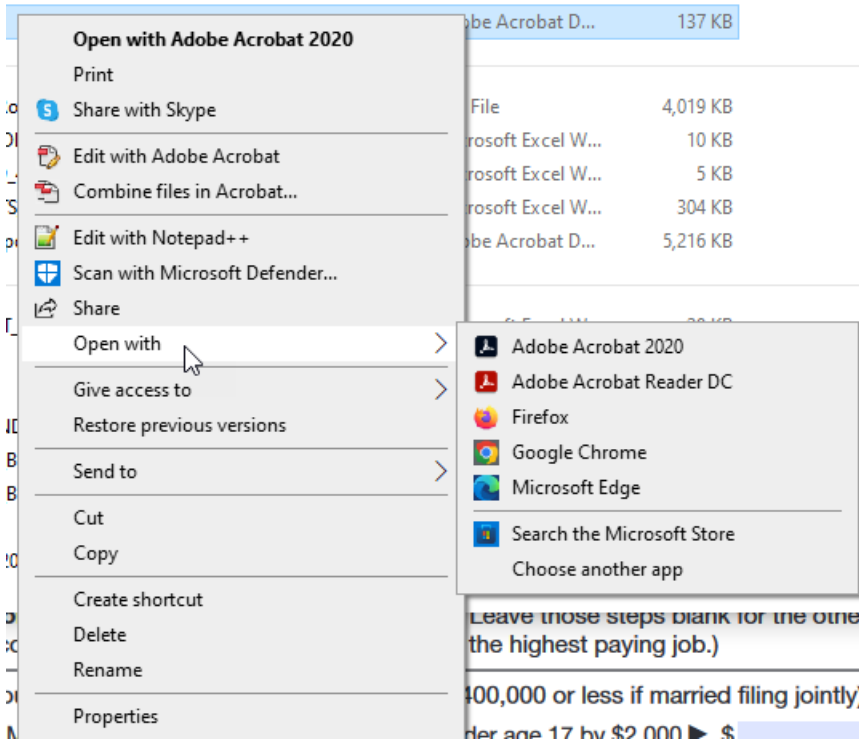 Open with Adobe Acrobat 2020
Print
Share with Skype
Edit with Adobe Acrobat
Combine files in Acrobat...
Edit with Notepad++
Scan with Microsoft Defender...
Share
Open with
Give access to
Restore previous versions
Send to
Cut
Copy
Create shortcut
Delete
Rename
Properties
Acrobat D... 137 KB
File 4,019 KB
Excel W... 10 KB
Excel W... 5 KB
Excel W... 304 KB
Acrobat D... 5,216 KB
Adobe Acrobat 2020
Adobe Acrobat Reader DC
Firefox
Google Chrome
Microsoft Edge
Search the Microsoft Store
Choose another app
Leave those steps blank for the othe
the highest paying job.)
400,000 or less if married filing jointly)
der age 17 by $2,000 ▶ $